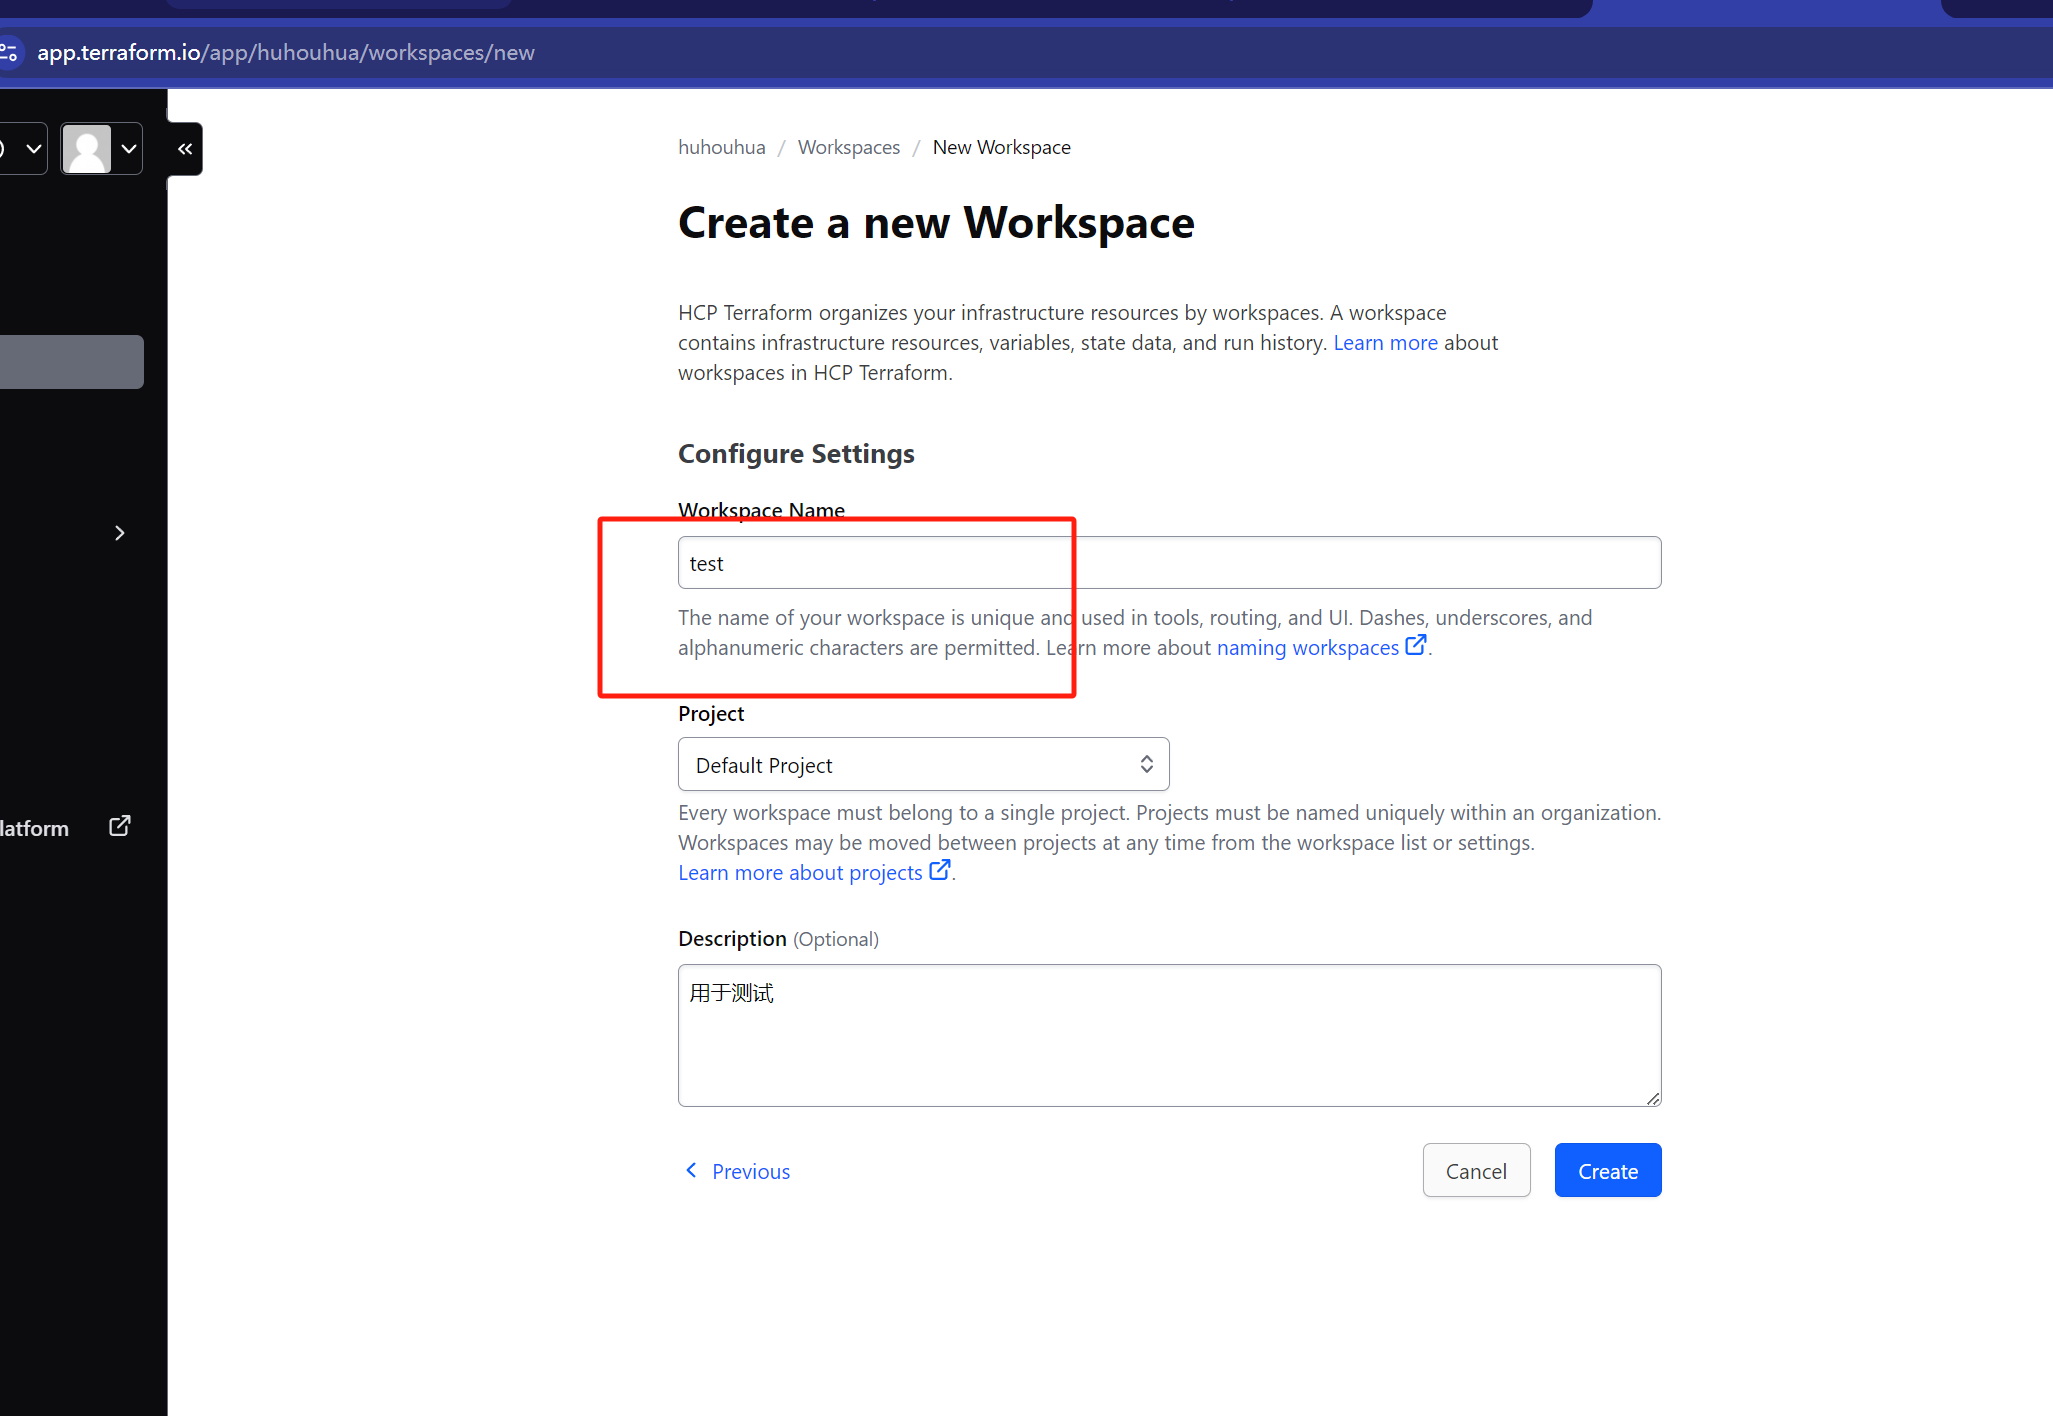 app.terraform.io/app/huhouhua/workspaces/new
huhouhua / Workspaces / New Workspace
Create a new Workspace
HCP Terraform organizes your infrastructure resources by workspaces. A workspace
contains infrastructure resources, variables, state data, and run history. Learn more about
workspaces in HCP Terraform.
Configure Settings
Workspace Name
test
The name of your workspace is unique and used in tools, routing, and UI. Dashes, underscores, and
alphanumeric characters are permitted. Learn more about naming workspaces.
Project
Default Project
Every workspace must belong to a single project. Projects must be named uniquely within an organization.
Workspaces may be moved between projects at any time from the workspace list or settings.
Learn more about projects.
latform
Description (Optional)
用于测试
Previous
Cancel
Create